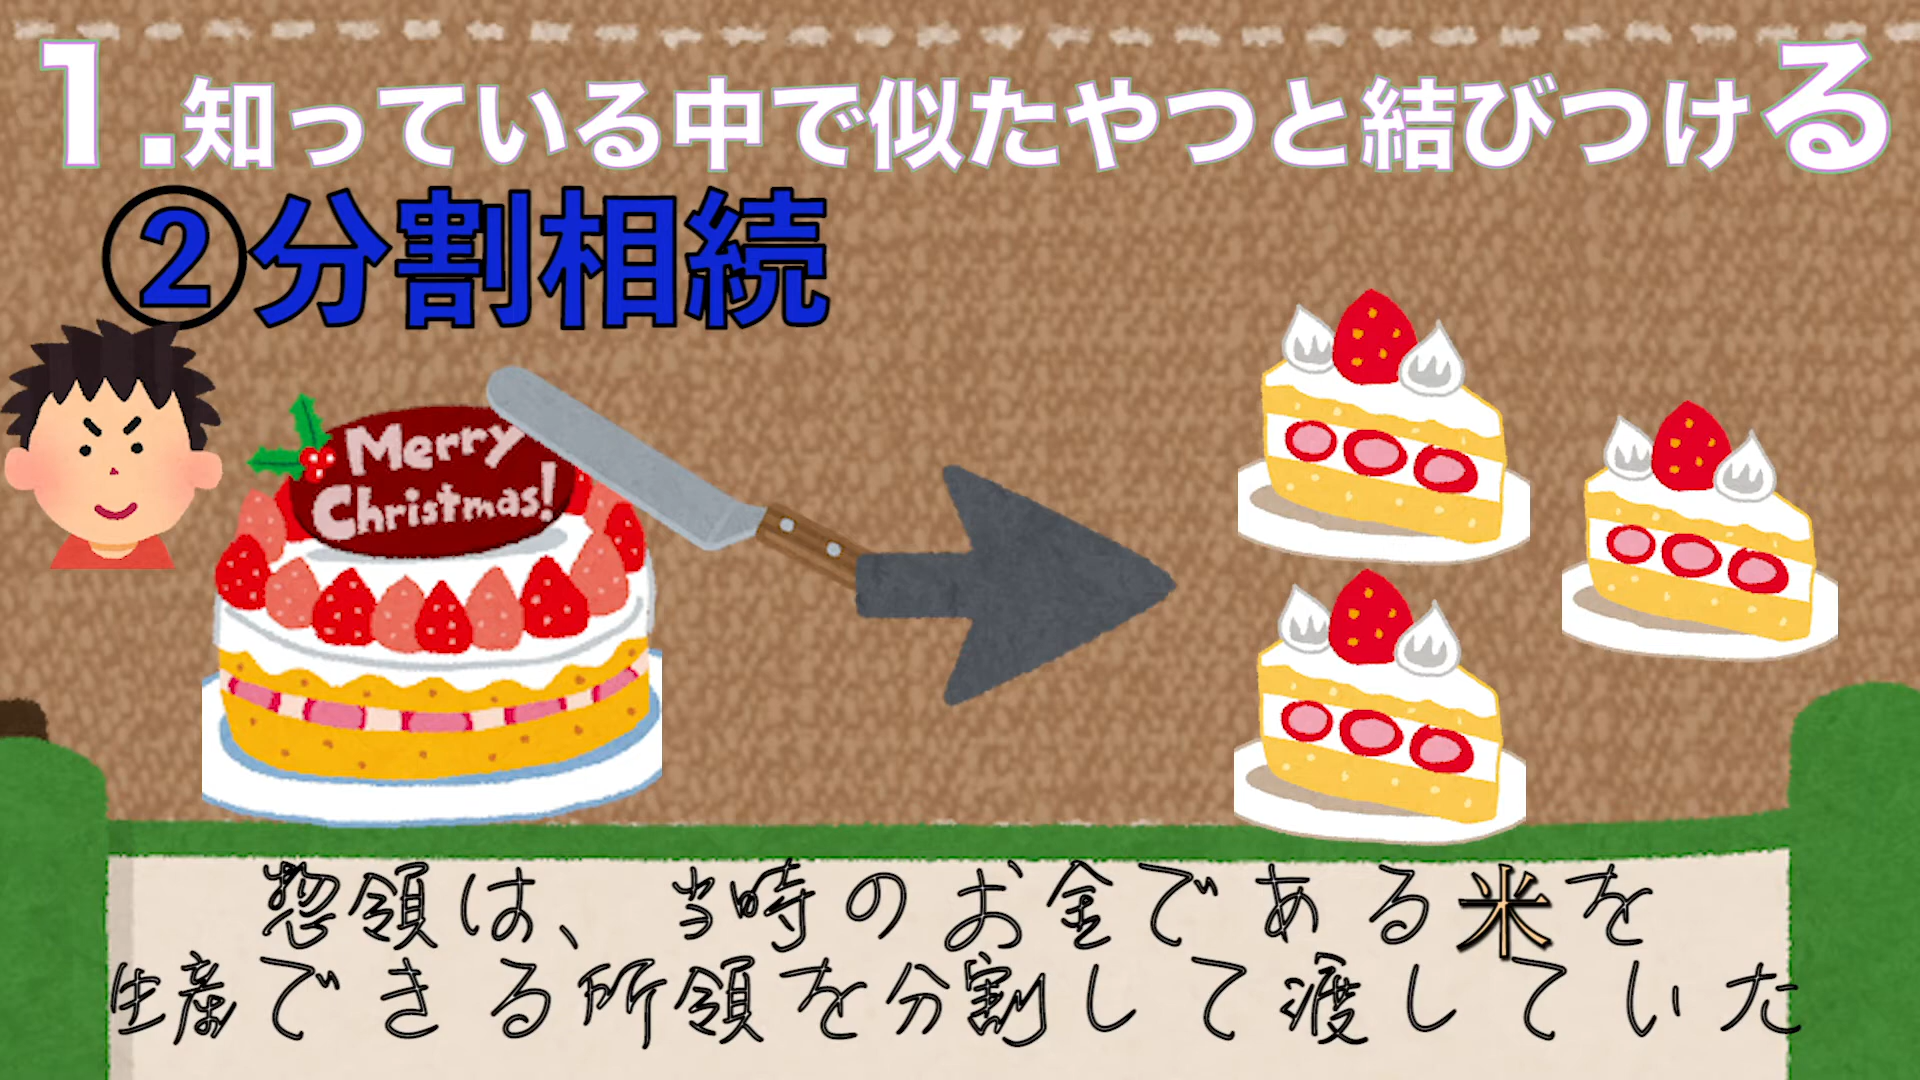 1.知っている中で似たやつと結びつける
②分割相続
Merry
Christmas!
惣領は、当時のお金である米を
生産できる所領を分割して渡していた